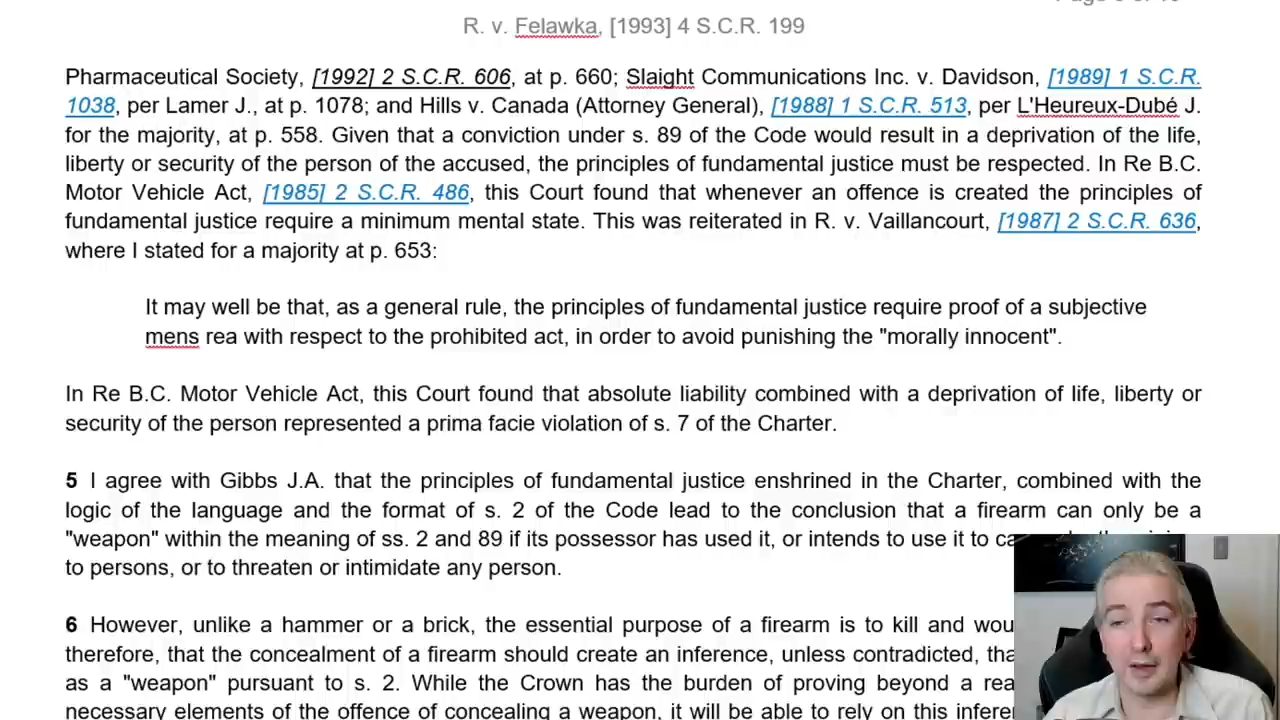 R. v. Felawka, [1993] 4 S.C.R. 199
Pharmaceutical Society, [1992] 2 S.C.R. 606, at p. 660; Slaight Communications Inc. v. Davidson, [1989] 1 S.C.R.
1038, per Lamer J., at p. 1078; and Hills v. Canada (Attorney General), [1988] 1 S.C.R. 513, per L'Heureux-Dubé J.
for the majority, at p. 558. Given that a conviction under s. 89 of the Code would result in a deprivation of the life,
liberty or security of the person of the accused, the principles of fundamental justice must be respected. In Re B.C.
Motor Vehicle Act, [1985] 2 S.C.R. 486, this Court found that whenever an offence is created the principles of
fundamental justice require a minimum mental state. This was reiterated in R. v. Vaillancourt, [1987] 2 S.C.R. 636,
where I stated for a majority at p. 653:
It may well be that, as a general rule, the principles of fundamental justice require proof of a subjective
mens rea with respect to the prohibited act, in order to avoid punishing the "morally innocent".
In Re B.C. Motor Vehicle Act, this Court found that absolute liability combined with a deprivation of life, liberty or
security of the person represented a prima facie violation of s. 7 of the Charter.
5 I agree with Gibbs J.A. that the principles of fundamental justice enshrined in the Charter, combined with the
logic of the language and the format of s. 2 of the Code lead to the conclusion that a firearm can only be a
"weapon" within the meaning of ss. 2 and 89 if its possessor has used it, or intends to use it to
to persons, or to threaten or intimidate any person.
6 However, unlike a hammer or a brick, the essential purpose of a firearm is to kill and
therefore, that the concealment of a firearm should create an inference, unless contradicted,
as a "weapon" pursuant to s. 2. While the Crown has the burden of proving beyond a
necessary elements of the offence of concealing a weapon, it will be able to rely on this